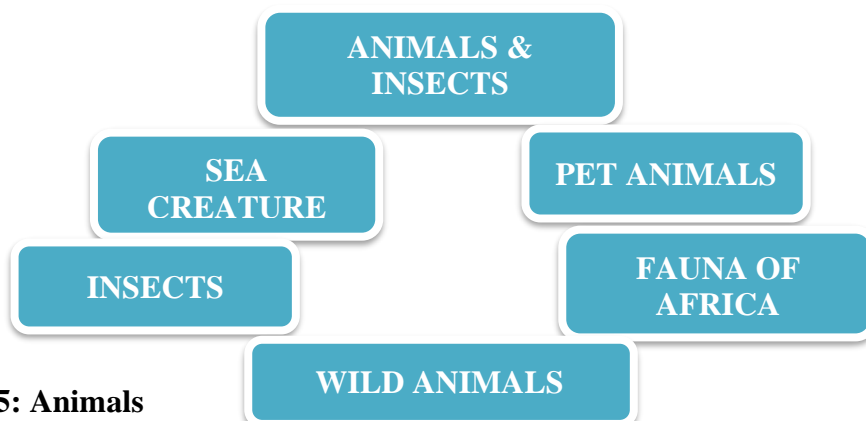 ANIMALS &
INSECTS
SEA
CREATURE
PET ANIMALS
INSECTS
FAUNA OF
AFRICA
WILD ANIMALS
5: Animals